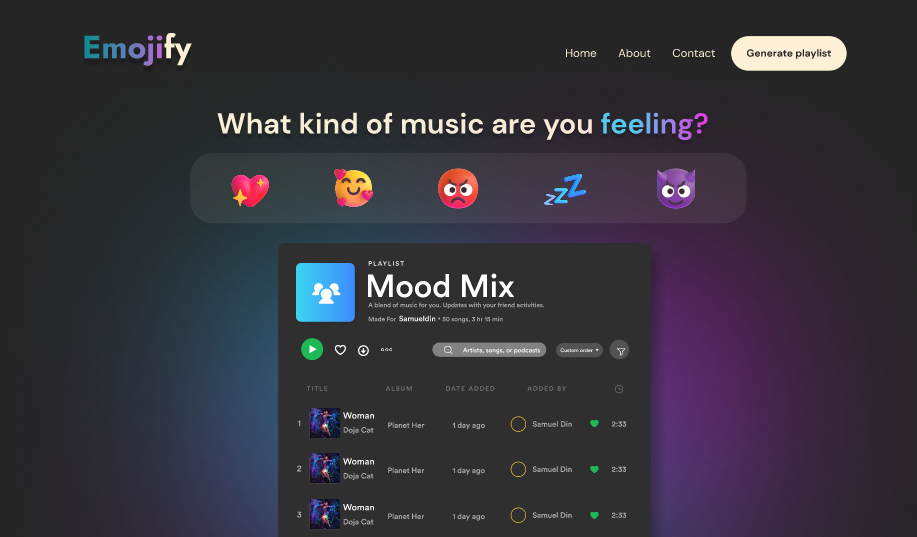 Emojify
Home About Contact Generate playlist
What kind of music are you feeling?
PLAYLIST
Mood Mix
A blend of music for you. Updates with your friend activities.
Made For Samueldin • 50 songs, 3 hr 15 min
Artists, songs, or podcasts Custom order
TITLE ALBUM DATE ADDED ADDED BY
1 Woman Doja Cat Planet Her 1 day ago Samuel Din 2:33
2 Woman Doja Cat Planet Her 1 day ago Samuel Din 2:33
3 Woman Doja Cat Planet Her 1 day ago Samuel Din 2:33